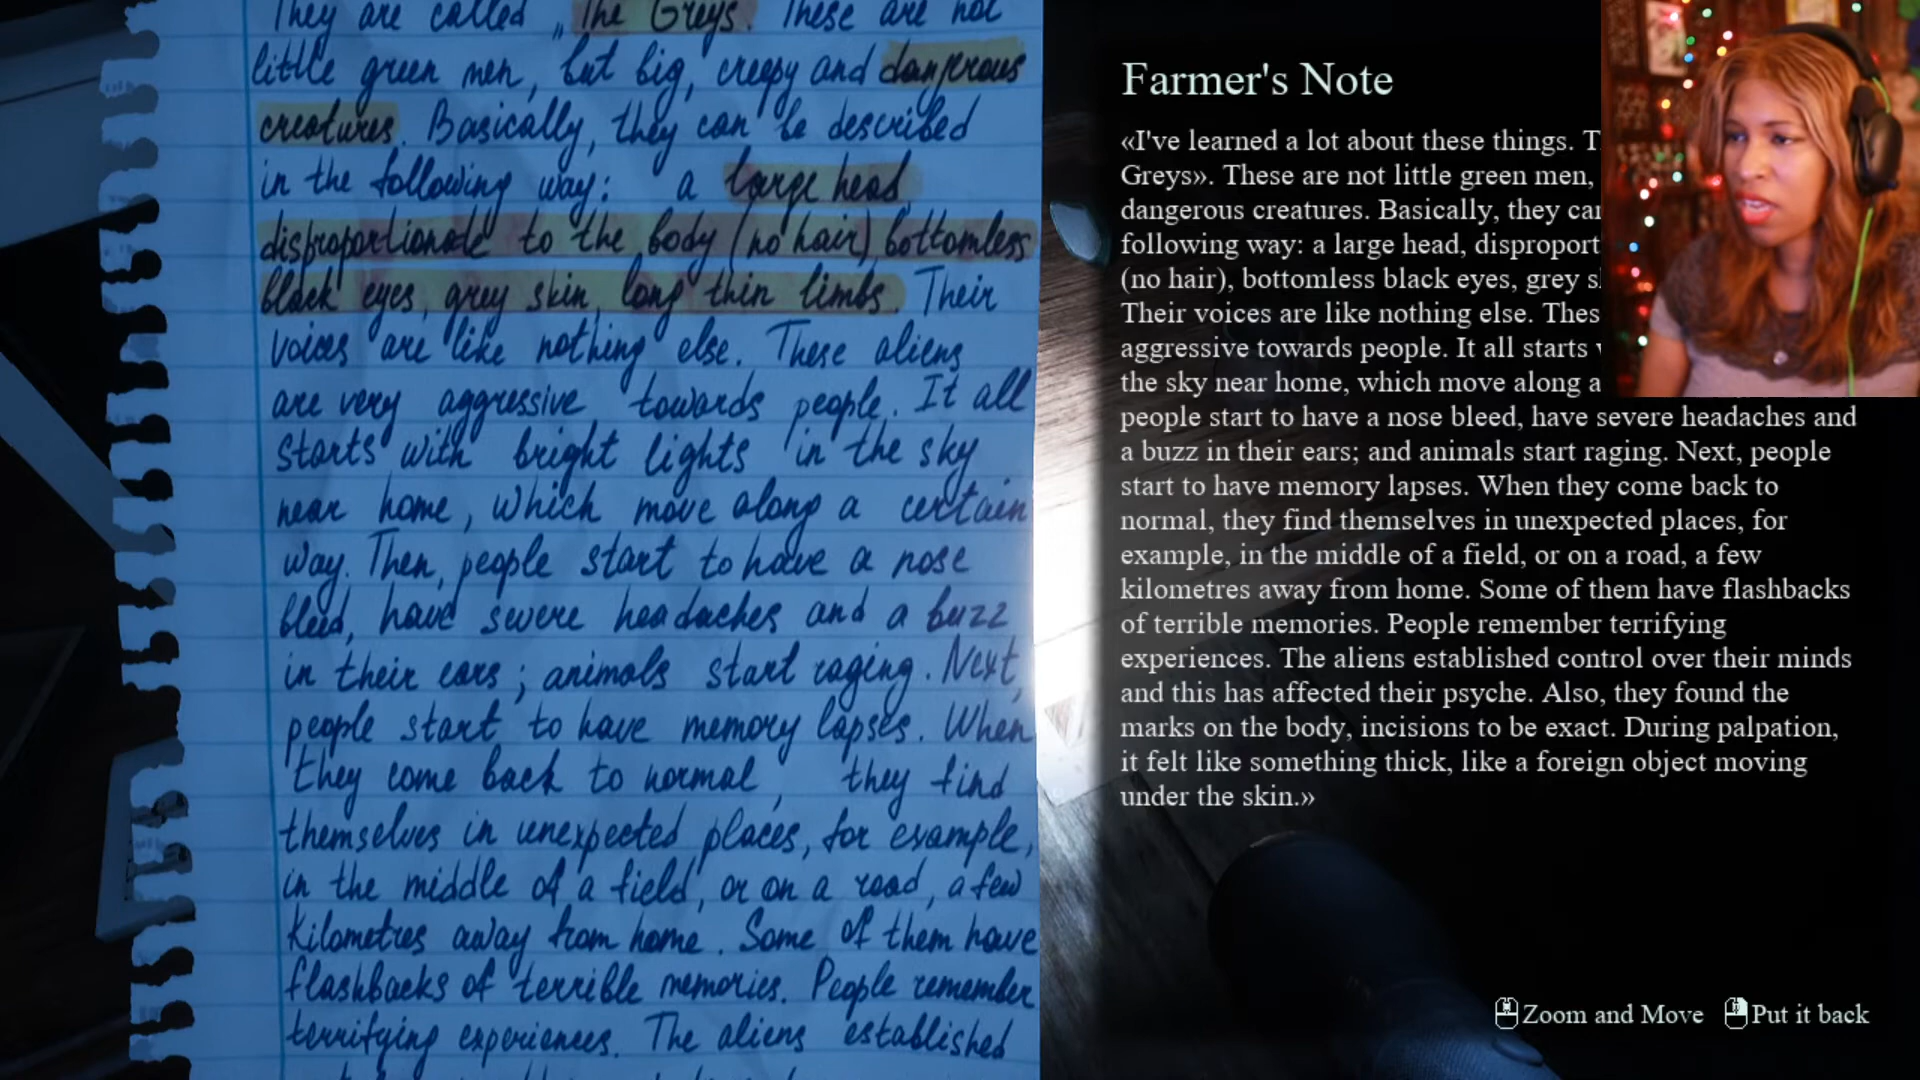 They are called „The Greys". These are not
little green men, but big, creepy and dangerous
creatures. Basically, they can be described
in the following way: a large head,
disproportionate to the body (no hair), bottomless
black eyes, grey skin, long thin limbs. Their
voices are like nothing else. These aliens
are very aggressive towards people. It all
starts with bright lights in the sky
near home, which move along a certain
way. Then, people start to have a nose
bleed, have severe headaches and a buzz
in their ears; animals start raging. Next,
people start to have memory lapses. When
they come back to normal, they find
themselves in unexpected places, for example,
in the middle of a field, or on a road, a few
kilometres away from home. Some of them have
flashbacks of terrible memories. People remember
terrifying experiences. The aliens established
Farmer's Note
«I've learned a lot about these things.
Greys». These are not little green men,
dangerous creatures. Basically, they
following way: a large head,
(no hair), bottomless black eyes, grey
Their voices are like nothing else.
aggressive towards people. It all starts
the sky near home, which move along a
people start to have a nose bleed, have severe headaches and
a buzz in their ears; and animals start raging. Next, people
start to have memory lapses. When they come back to
normal, they find themselves in unexpected places, for
example, in the middle of a field, or on a road, a few
kilometres away from home. Some of them have flashbacks
of terrible memories. People remember terrifying
experiences. The aliens established control over their minds
and this has affected their psyche. Also, they found the
marks on the body, incisions to be exact. During palpation,
it felt like something thick, like a foreign object moving
under the skin.»
Zoom and Move Put it back